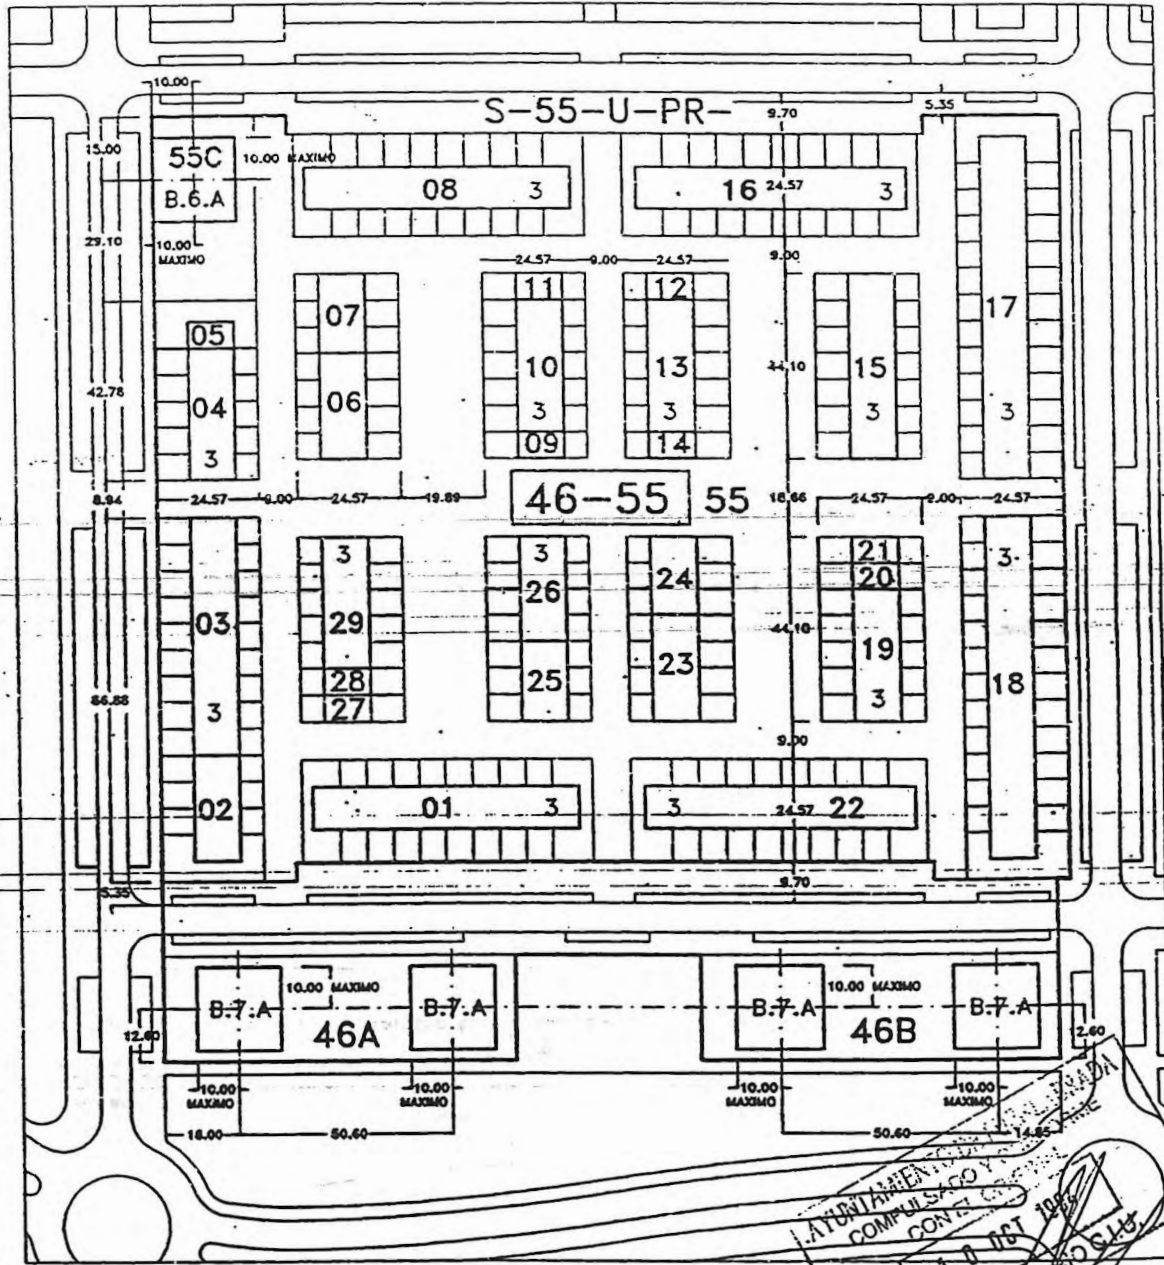 10.00
S-55-U-PR-
9.70
5.35
15.00
55C
10.00 MAXIMO
B.6.A
08 3
16 24.57 3
29.10
10.00
MAXIMO
24.57 9.00 24.57
9.00
11 12
07
17
05
10 13 44.10 15
42.78
04 06
3 3 3 3
3
09 14
8.94 24.57 9.00 24.57 19.89
46-55 55
18.66 24.57 9.00 24.57
3 3 21 3
24 20
26
03 29 44.10
19
23
28 25 18
86.88
3 27 3
9.00
02 01 3
3 24.57 22
5.35
9.70
10.00 MAXIMO
10.00 MAXIMO
B.7.A B.7.A B.7.A B.7.A
12.60 46A 46B 12.60
10.00
MAXIMO
10.00
MAXIMO
10.00
MAXIMO
10.00
MAXIMO
16.00 50.60 50.60 14.85
AYUNTAMIENTO DE
COMPULSADO Y
CON EL ORIGINAL
OCT